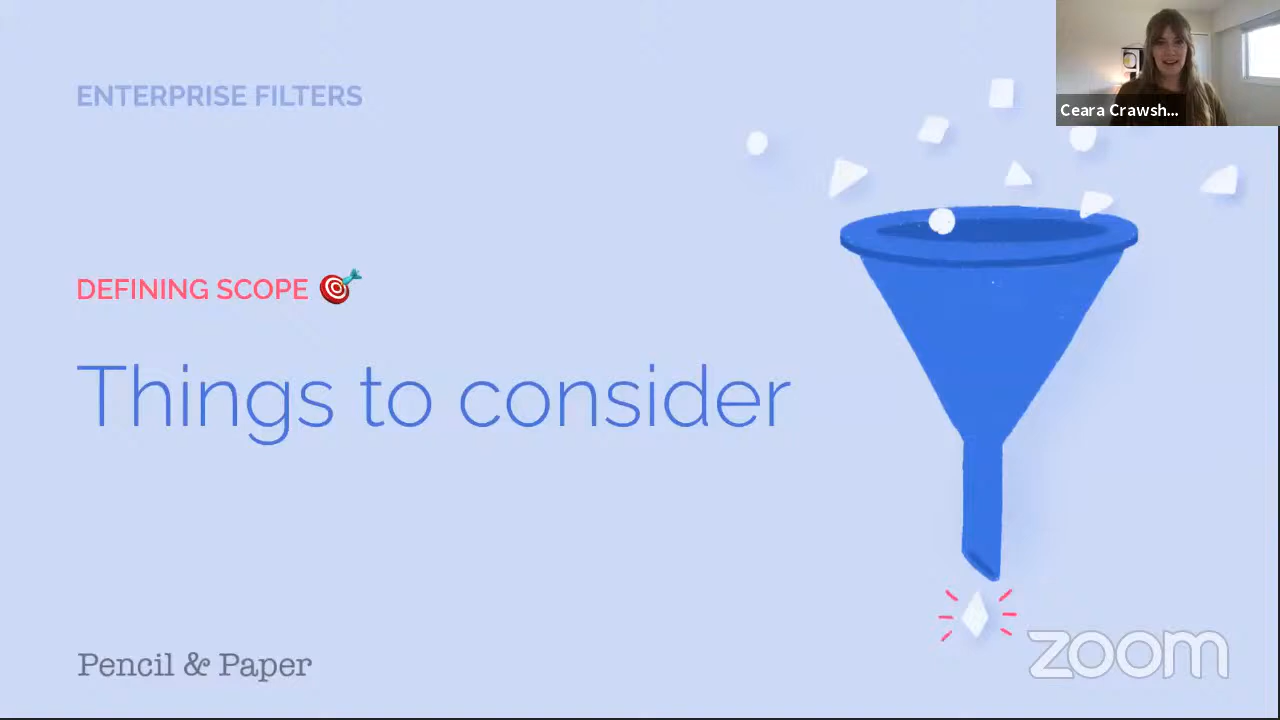 ENTERPRISE FILTERS
Ceara Crawsh...
DEFINING SCOPE
Things to consider
Pencil & Paper
zoom